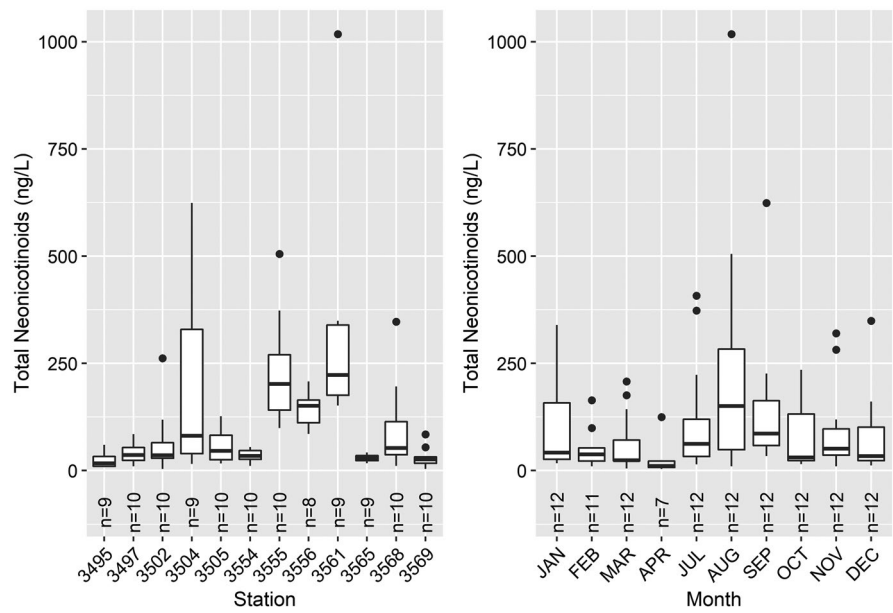 Total Neonicotinoids (ng/L)
1000
750
500
250
0
n=9
n=10
n=10
n=9
n=10
n=10
n=10
n=8
n=9
n=9
n=10
n=10
3495
3497
3502
3504
3505
3554
3555
3556
3561
3565
3568
3569
Station
Total Neonicotinoids (ng/L)
1000
750
500
250
0
n=12
n=11
n=12
n=7
n=12
n=12
n=12
n=12
n=12
n=12
JAN
FEB
MAR
APR
JUL
AUG
SEP
OCT
NOV
DEC
Month